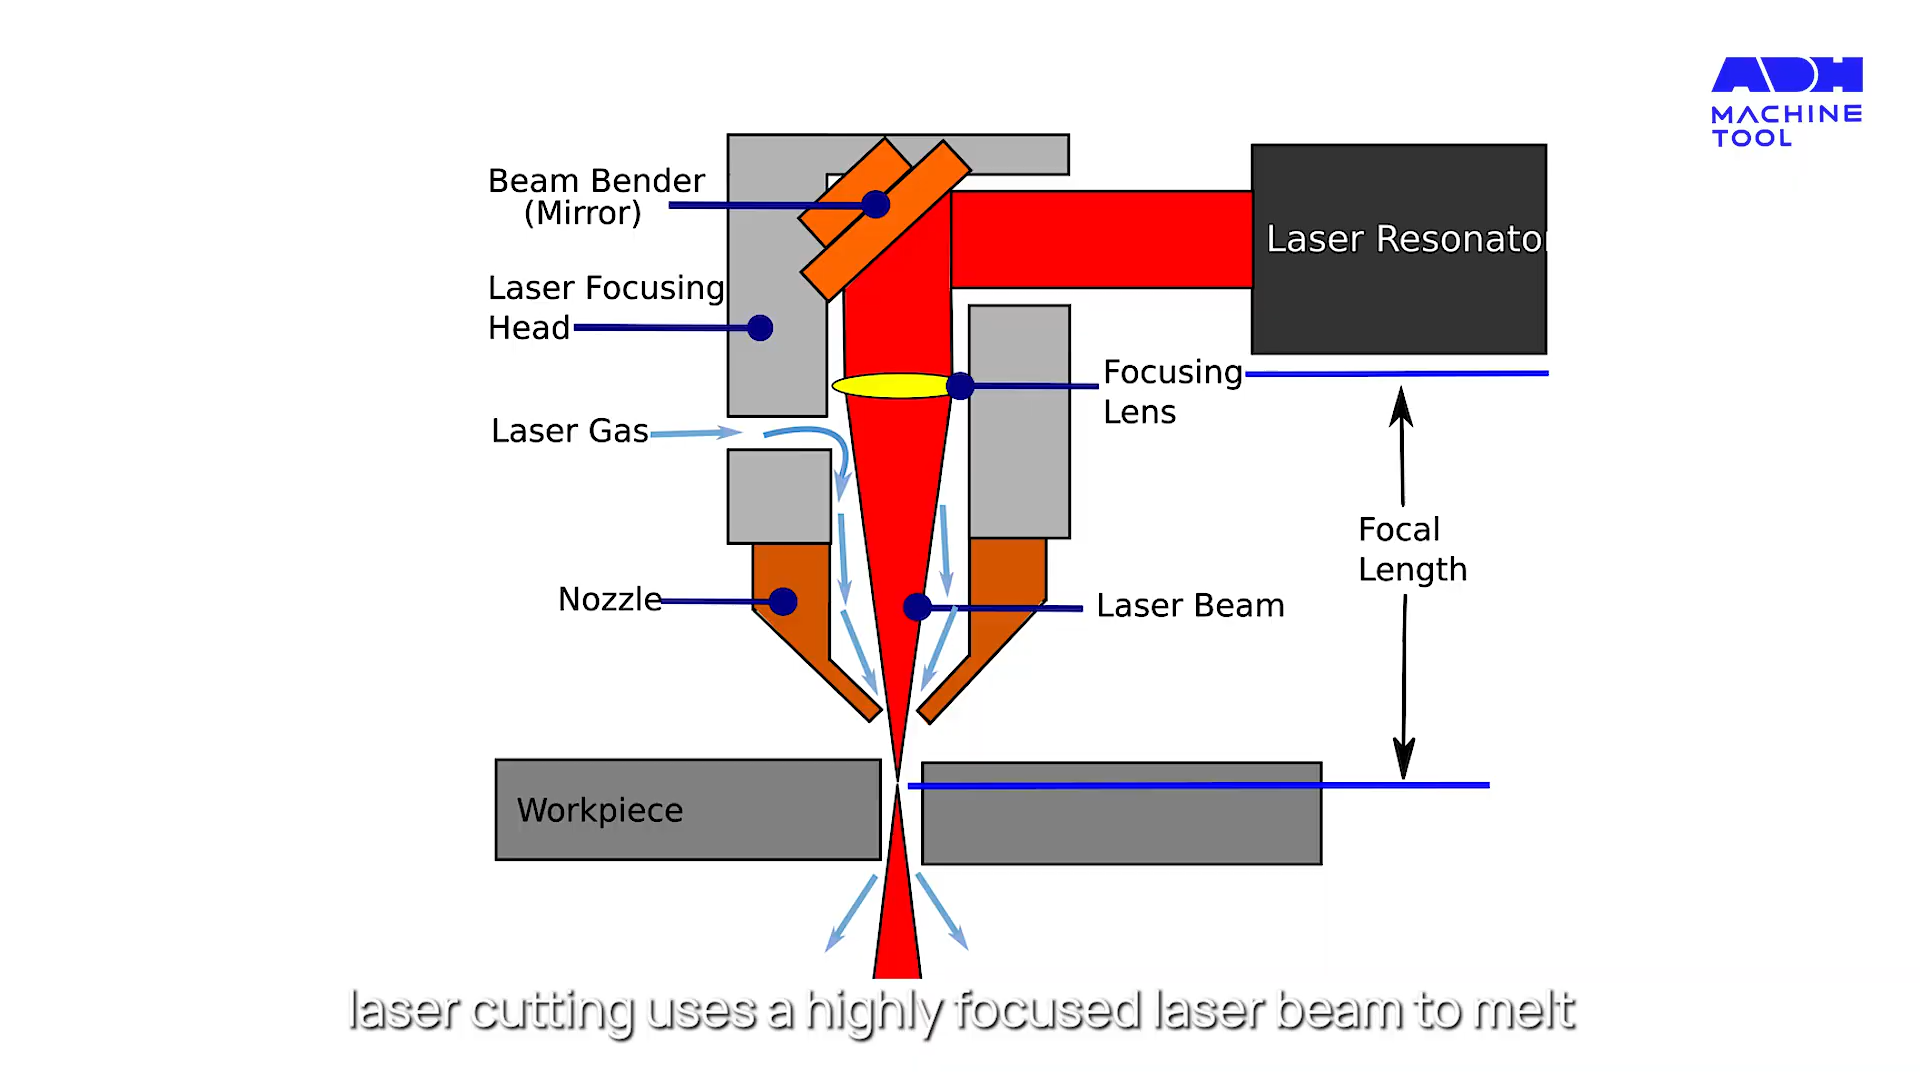 ADH
MACHINE
TOOL
Beam Bender
(Mirror)
Laser Resonator
Laser Focusing
Head
Focusing
Lens
Laser Gas
Focal
Length
Nozzle
Laser Beam
Workpiece
laser cutting uses a highly focused laser beam to melt